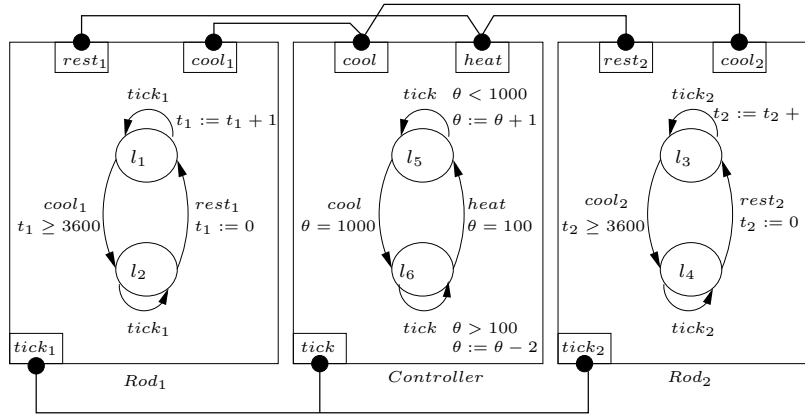 rest₁ cool₁ cool heat rest₂ cool₂
tick₁ tick θ < 1000 tick₂
t₁ := t₁ + 1 θ := θ + 1 t₂ := t₂ +
l₁ l₅ l₃
cool₁ rest₁ cool heat cool₂ rest₂
t₁ ≥ 3600 t₁ := 0 θ = 1000 θ = 100 t₂ ≥ 3600 t₂ := 0
l₂ l₆ l₄
tick₁ tick θ > 100 tick₂
tick₁ tick θ := θ − 2 tick₂
Rod₁ Controller Rod₂